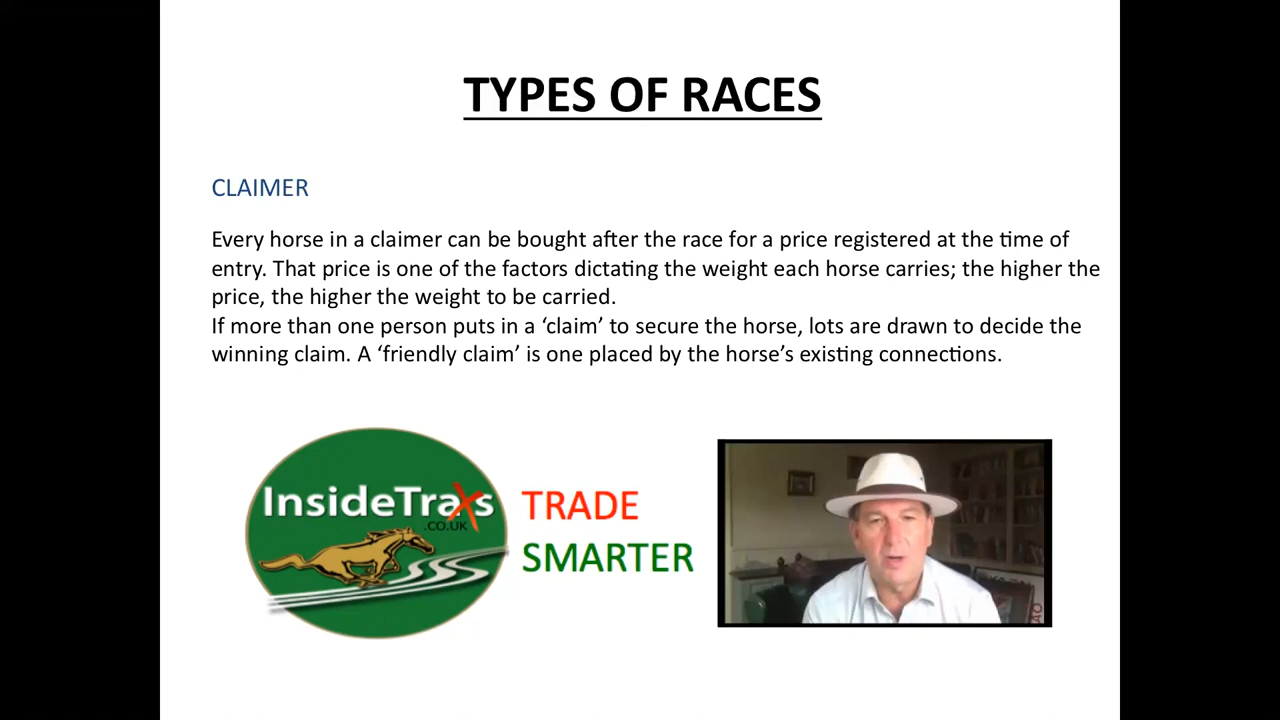 TYPES OF RACES
CLAIMER
Every horse in a claimer can be bought after the race for a price registered at the time of
entry. That price is one of the factors dictating the weight each horse carries; the higher the
price, the higher the weight to be carried.
If more than one person puts in a ‘claim’ to secure the horse, lots are drawn to decide the
winning claim. A ‘friendly claim’ is one placed by the horse’s existing connections.
InsideTraxs
.CO.UK
TRADE
SMARTER